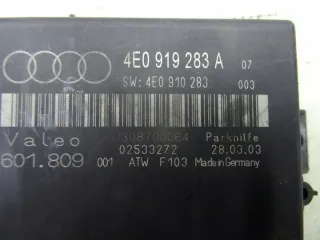 4E0 919 283 A 07
SW: 4E0 910 283 003
Valeo Parkhilfe
02533272 28.03.03
601.809 001 ATW F103 Made in Germany